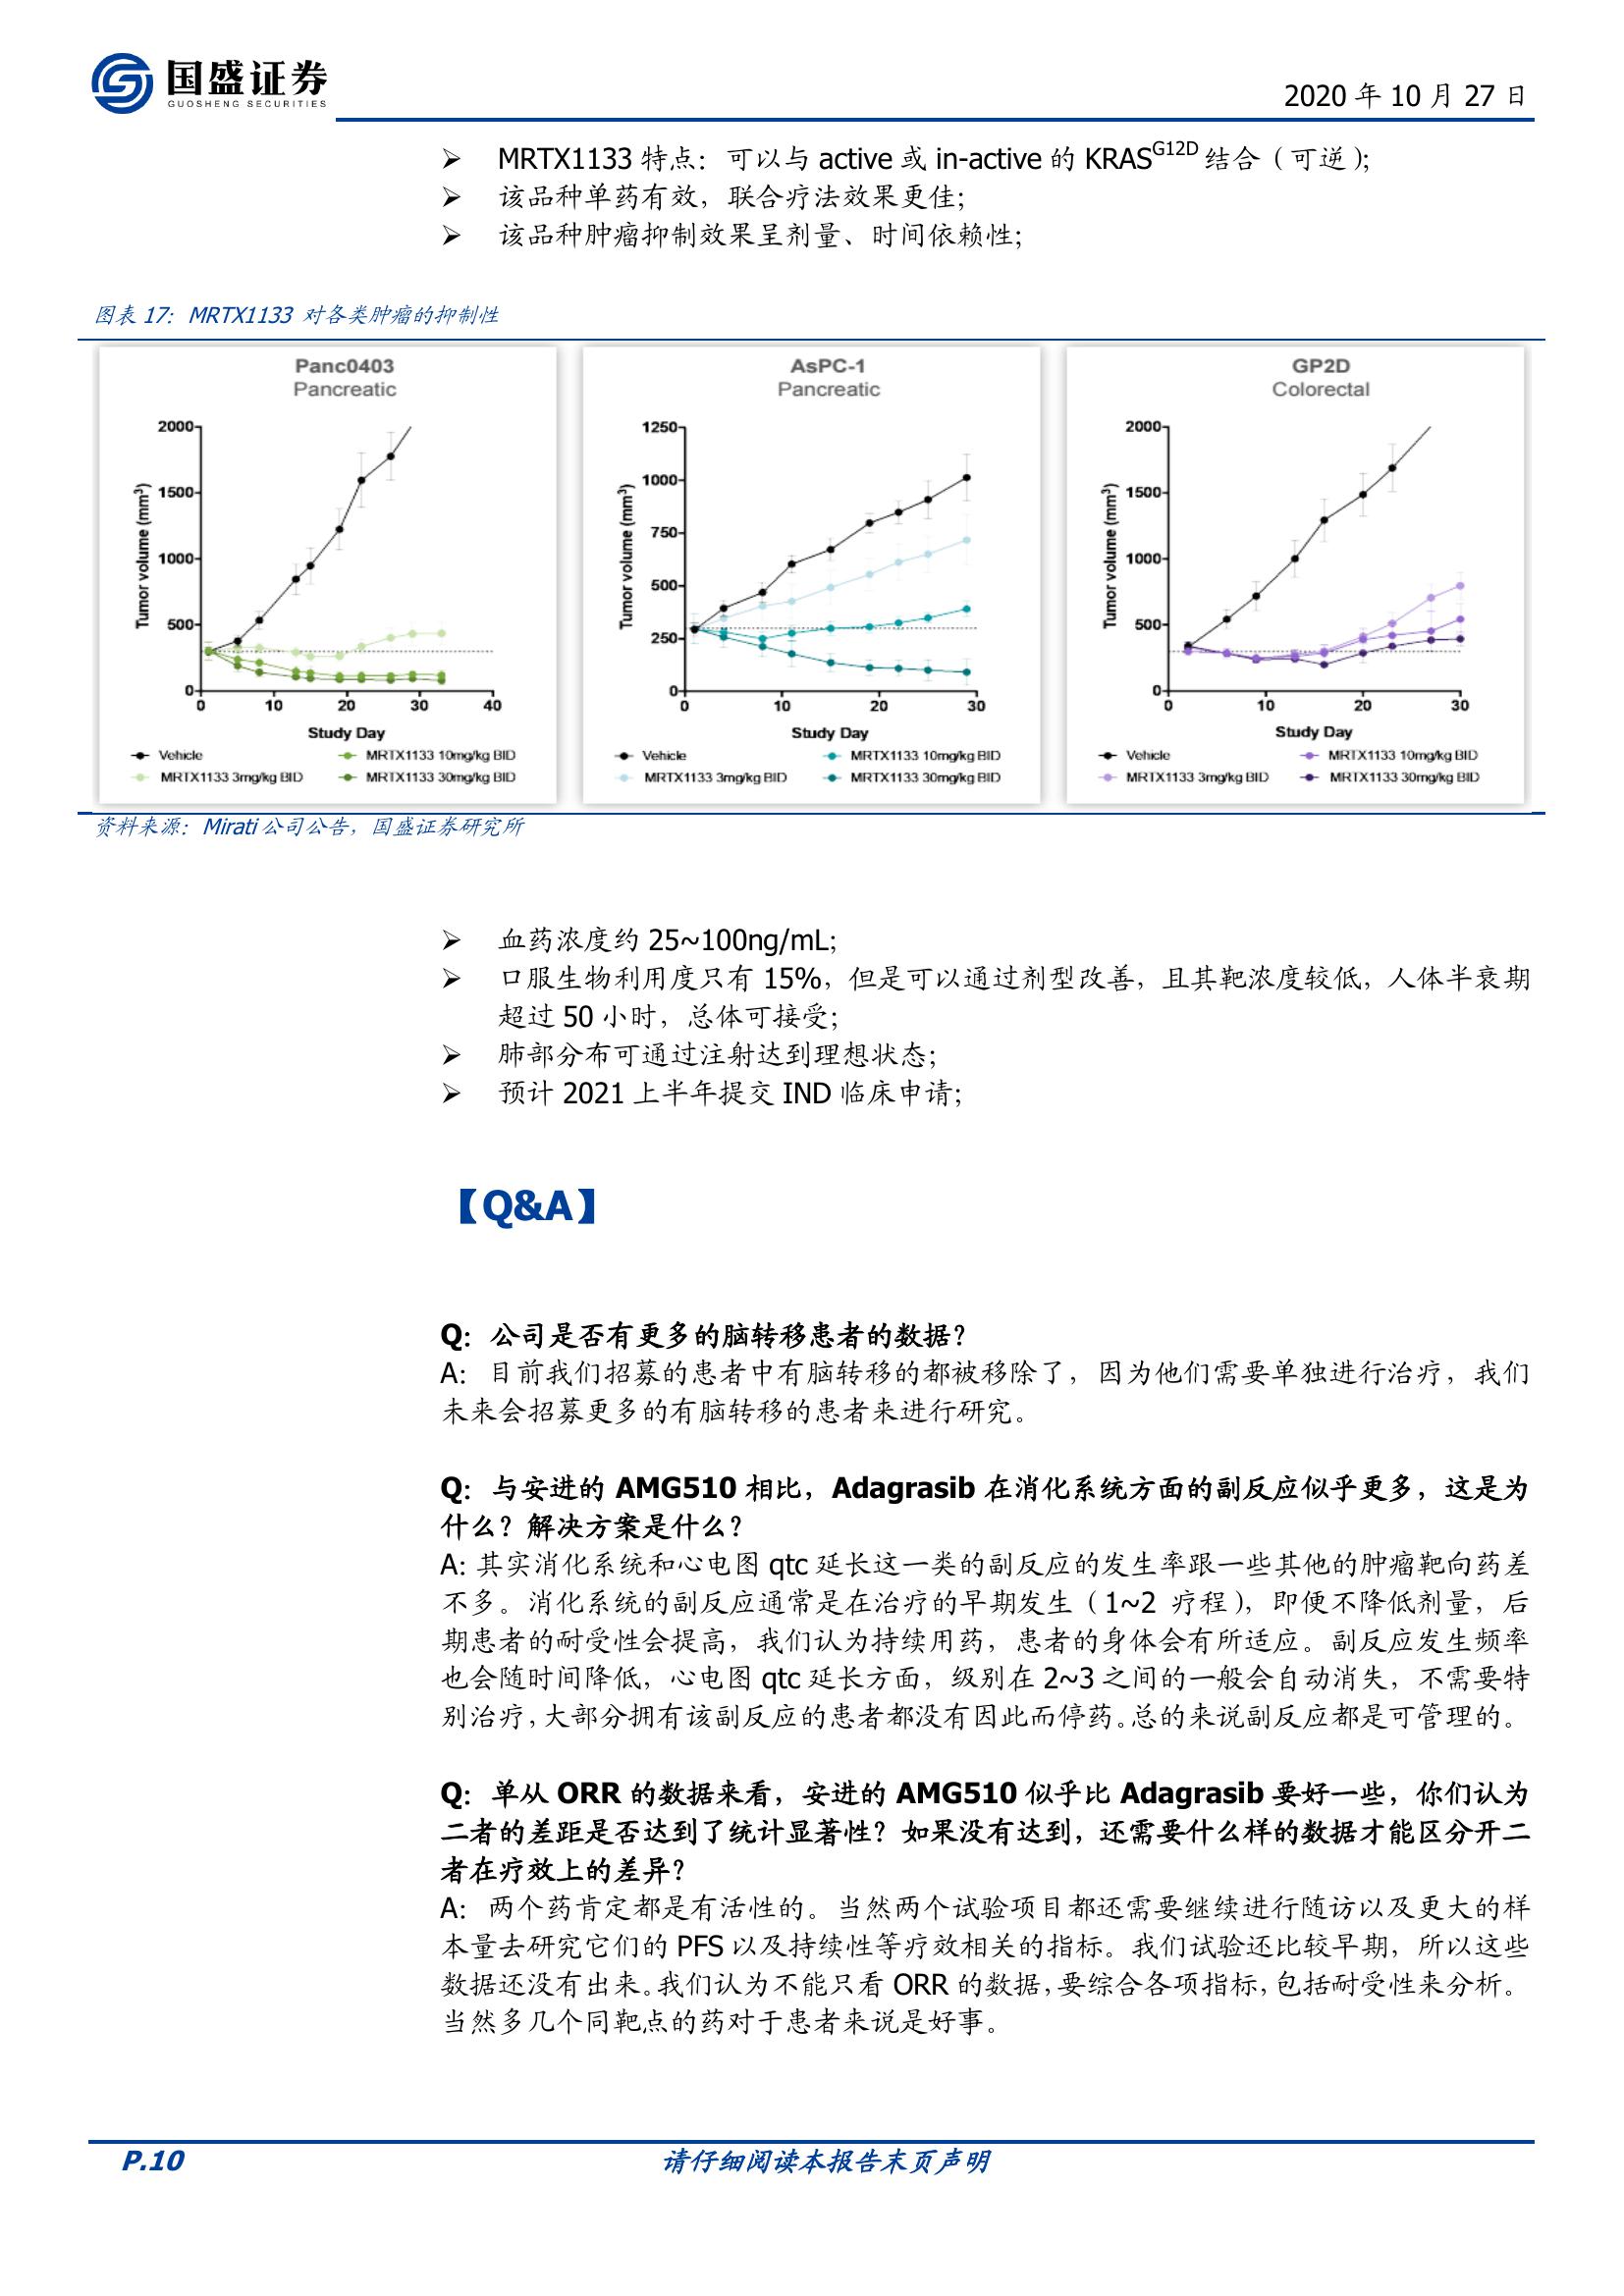 国盛证券
GUOSHENG SECURITIES
2020 年 10 月 27 日
➢ MRTX1133 特点：可以与 active 或 in-active 的 KRASG12D 结合（可逆）；
➢ 该品种单药有效，联合疗法效果更佳；
➢ 该品种肿瘤抑制效果呈剂量、时间依赖性；
图表 17：MRTX1133 对各类肿瘤的抑制性
Panc0403
Pancreatic
Tumor volume (mm³)
2000
1500
1000
500
0
0 10 20 30 40
Study Day
Vehicle MRTX1133 10mg/kg BID
MRTX1133 3mg/kg BID MRTX1133 30mg/kg BID
AsPC-1
Pancreatic
Tumor volume (mm³)
1250
1000
750
500
250
0
0 10 20 30
Study Day
Vehicle MRTX1133 10mg/kg BID
MRTX1133 3mg/kg BID MRTX1133 30mg/kg BID
GP2D
Colorectal
Tumor volume (mm³)
2000
1500
1000
500
0
0 10 20 30
Study Day
Vehicle MRTX1133 10mg/kg BID
MRTX1133 3mg/kg BID MRTX1133 30mg/kg BID
资料来源：Mirati 公司公告，国盛证券研究所
➢ 血药浓度约 25~100ng/mL；
➢ 口服生物利用度只有 15%，但是可以通过剂型改善，且其靶浓度较低，人体半衰期
超过 50 小时，总体可接受；
➢ 肺部分布可通过注射达到理想状态；
➢ 预计 2021 上半年提交 IND 临床申请；
【Q&A】
Q：公司是否有更多的脑转移患者的数据？
A：目前我们招募的患者中有脑转移的都被移除了，因为他们需要单独进行治疗，我们
未来会招募更多的有脑转移的患者来进行研究。
Q：与安进的 AMG510 相比，Adagrasib 在消化系统方面的副反应似乎更多，这是为
什么？解决方案是什么？
A: 其实消化系统和心电图 qtc 延长这一类的副反应的发生率跟一些其他的肿瘤靶向药差
不多。消化系统的副反应通常是在治疗的早期发生（1~2 疗程），即便不降低剂量，后
期患者的耐受性会提高，我们认为持续用药，患者的身体会有所适应。副反应发生频率
也会随时间降低，心电图 qtc 延长方面，级别在 2~3 之间的一般会自动消失，不需要特
别治疗，大部分拥有该副反应的患者都没有因此而停药。总的来说副反应都是可管理的。
Q：单从 ORR 的数据来看，安进的 AMG510 似乎比 Adagrasib 要好一些，你们认为
二者的差距是否达到了统计显著性？如果没有达到，还需要什么样的数据才能区分开二
者在疗效上的差异？
A：两个药肯定都是有活性的。当然两个试验项目都还需要继续进行随访以及更大的样
本量去研究它们的 PFS 以及持续性等疗效相关的指标。我们试验还比较早期，所以这些
数据还没有出来。我们认为不能只看 ORR 的数据，要综合各项指标，包括耐受性来分析。
当然多几个同靶点的药对于患者来说是好事。
P.10
请仔细阅读本报告末页声明